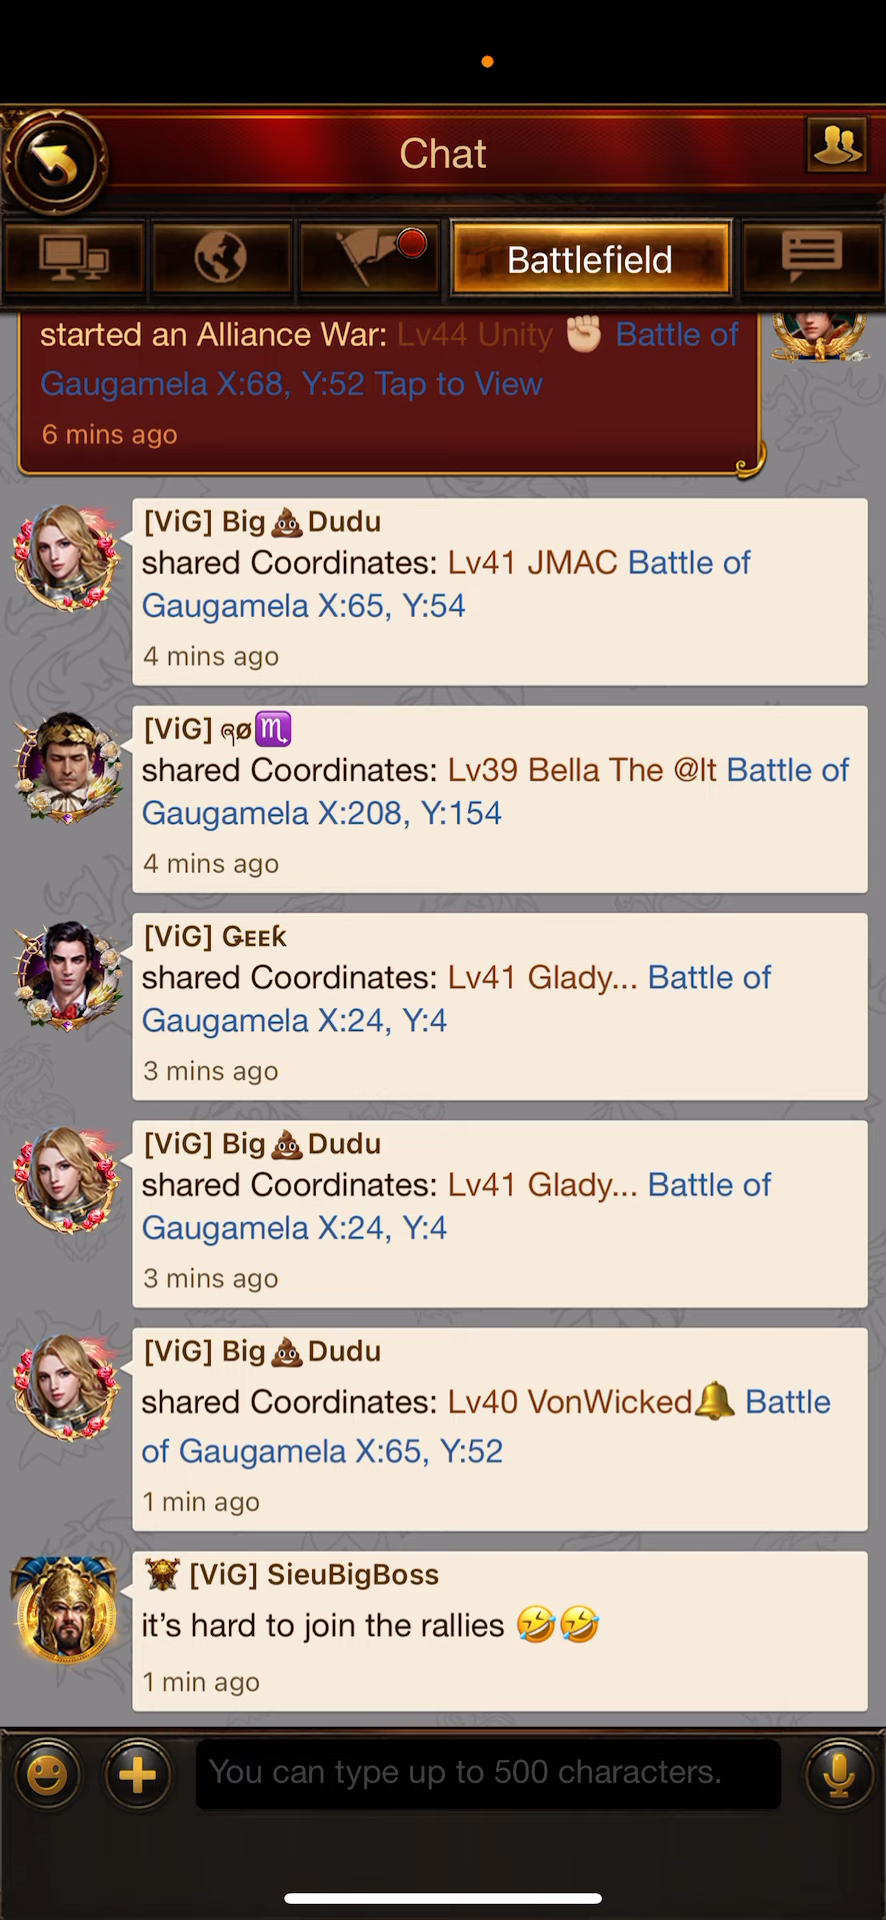 Chat
Battlefield
started an Alliance War: Lv44 Unity ✊🏼 Battle of
Gaugamela X:68, Y:52 Tap to View
6 mins ago
[ViG] Big💩Dudu
shared Coordinates: Lv41 JMAC Battle of
Gaugamela X:65, Y:54
4 mins ago
[ViG] ຊø♏
shared Coordinates: Lv39 Bella The @lt Battle of
Gaugamela X:208, Y:154
4 mins ago
[ViG] GᴇᴇƘ
shared Coordinates: Lv41 Glady... Battle of
Gaugamela X:24, Y:4
3 mins ago
[ViG] Big💩Dudu
shared Coordinates: Lv41 Glady... Battle of
Gaugamela X:24, Y:4
3 mins ago
[ViG] Big💩Dudu
shared Coordinates: Lv40 VonWicked🔔 Battle
of Gaugamela X:65, Y:52
1 min ago
[ViG] SieuBigBoss
it's hard to join the rallies 🤣🤣
1 min ago
You can type up to 500 characters.